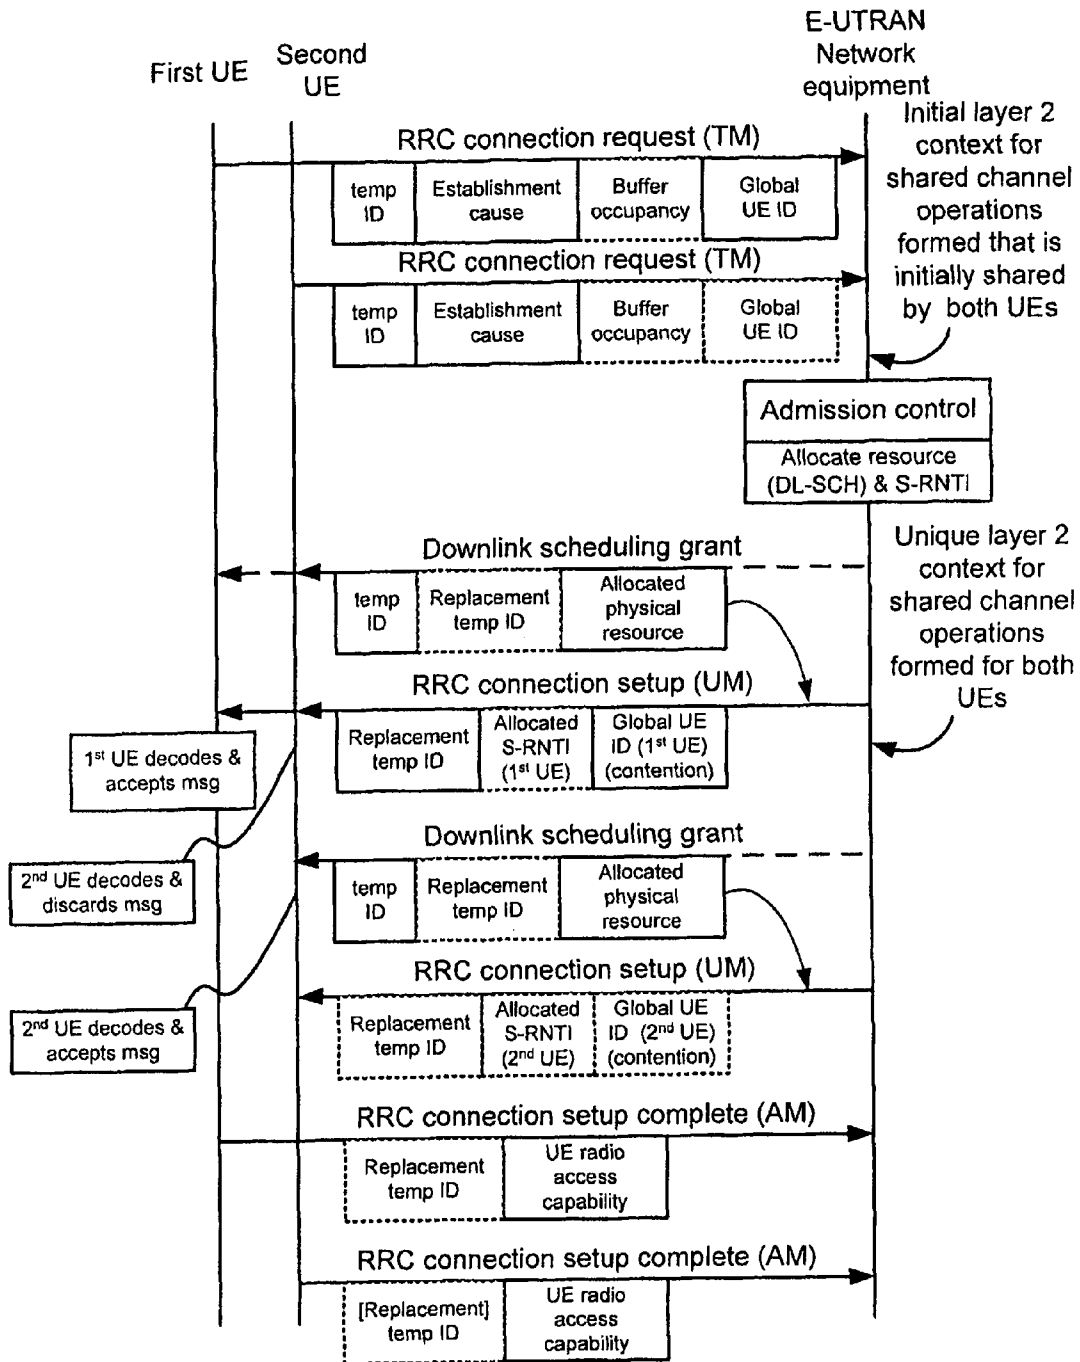 First UE
Second
UE
E-UTRAN
Network
equipment
RRC connection request (TM)
temp
ID
Establishment
cause
Buffer
occupancy
Global
UE ID
Initial layer 2
context for
shared channel
operations
formed that is
initially shared
by both UEs
RRC connection request (TM)
temp
ID
Establishment
cause
Buffer
occupancy
Global
UE ID
Admission control
Allocate resource
(DL-SCH) & S-RNTI
Downlink scheduling grant
temp
ID
Replacement
temp ID
Allocated
physical
resource
Unique layer 2
context for
shared channel
operations
formed for both
UEs
RRC connection setup (UM)
Replacement
temp ID
Allocated
S-RNTI
(1st UE)
Global UE
ID (1st UE)
(contention)
1st UE decodes &
accepts msg
Downlink scheduling grant
temp
ID
Replacement
temp ID
Allocated
physical
resource
2nd UE decodes &
discards msg
RRC connection setup (UM)
Replacement
temp ID
Allocated
S-RNTI
(2nd UE)
Global UE
ID (2nd UE)
(contention)
2nd UE decodes &
accepts msg
RRC connection setup complete (AM)
Replacement
temp ID
UE radio
access
capability
RRC connection setup complete (AM)
[Replacement]
temp ID
UE radio
access
capability